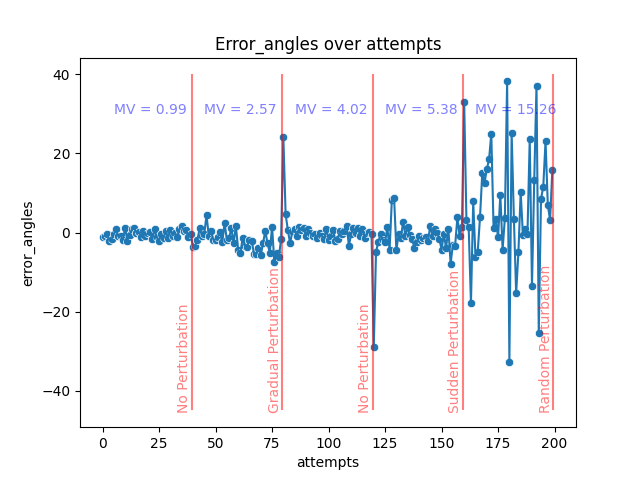 Error_angles over attempts
MV = 0.99
MV = 2.57
MV = 4.02
MV = 5.38
MV = 15.26
40
20
0
−20
−40
error_angles
No Perturbation
Gradual Perturbation
No Perturbation
Sudden Perturbation
Random Perturbation
0
25
50
75
100
125
150
175
200
attempts